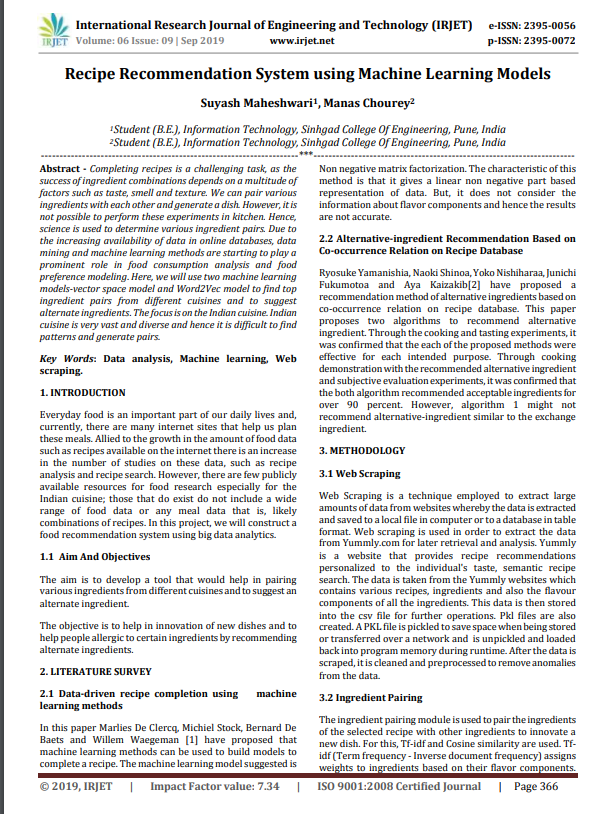 International Research Journal of Engineering and Technology (IRJET)
e-ISSN: 2395-0056
IRJET
Volume: 06 Issue: 09 | Sep 2019
www.irjet.net
p-ISSN: 2395-0072
Recipe Recommendation System using Machine Learning Models
Suyash Maheshwari1, Manas Chourey2
1Student (B.E.), Information Technology, Sinhgad College Of Engineering, Pune, India
2Student (B.E.), Information Technology, Sinhgad College Of Engineering, Pune, India
---------------------------------------------------------------------***---------------------------------------------------------------------
Abstract - Completing recipes is a challenging task, as the
success of ingredient combinations depends on a multitude of
factors such as taste, smell and texture. We can pair various
ingredients with each other and generate a dish. However, it is
not possible to perform these experiments in kitchen. Hence,
science is used to determine various ingredient pairs. Due to
the increasing availability of data in online databases, data
mining and machine learning methods are starting to play a
prominent role in food consumption analysis and food
preference modeling. Here, we will use two machine learning
models-vector space model and Word2Vec model to find top
ingredient pairs from different cuisines and to suggest
alternate ingredients. The focus is on the Indian cuisine. Indian
cuisine is very vast and diverse and hence it is difficult to find
patterns and generate pairs.
Key Words: Data analysis, Machine learning, Web
scraping.
1. INTRODUCTION
Everyday food is an important part of our daily lives and,
currently, there are many internet sites that help us plan
these meals. Allied to the growth in the amount of food data
such as recipes available on the internet there is an increase
in the number of studies on these data, such as recipe
analysis and recipe search. However, there are few publicly
available resources for food research especially for the
Indian cuisine; those that do exist do not include a wide
range of food data or any meal data that is, likely
combinations of recipes. In this project, we will construct a
food recommendation system using big data analytics.
1.1 Aim And Objectives
The aim is to develop a tool that would help in pairing
various ingredients from different cuisines and to suggest an
alternate ingredient.
The objective is to help in innovation of new dishes and to
help people allergic to certain ingredients by recommending
alternate ingredients.
2. LITERATURE SURVEY
2.1 Data-driven recipe completion using machine
learning methods
In this paper Marlies De Clercq, Michiel Stock, Bernard De
Baets and Willem Waegeman [1] have proposed that
machine learning methods can be used to build models to
complete a recipe. The machine learning model suggested is
Non negative matrix factorization. The characteristic of this
method is that it gives a linear non negative part based
representation of data. But, it does not consider the
information about flavor components and hence the results
are not accurate.
2.2 Alternative-ingredient Recommendation Based on
Co-occurrence Relation on Recipe Database
Ryosuke Yamanishia, Naoki Shinoa, Yoko Nishiharaa, Junichi
Fukumotoa and Aya Kaizakib[2] have proposed a
recommendation method of alternative ingredients based on
co-occurrence relation on recipe database. This paper
proposes two algorithms to recommend alternative
ingredient. Through the cooking and tasting experiments, it
was confirmed that the each of the proposed methods were
effective for each intended purpose. Through cooking
demonstration with the recommended alternative ingredient
and subjective evaluation experiments, it was confirmed that
the both algorithm recommended acceptable ingredients for
over 90 percent. However, algorithm 1 might not
recommend alternative-ingredient similar to the exchange
ingredient.
3. METHODOLOGY
3.1 Web Scraping
Web Scraping is a technique employed to extract large
amounts of data from websites whereby the data is extracted
and saved to a local file in computer or to a database in table
format. Web scraping is used in order to extract the data
from Yummly.com for later retrieval and analysis. Yummly
is a website that provides recipe recommendations
personalized to the individual's taste, semantic recipe
search. The data is taken from the Yummly websites which
contains various recipes, ingredients and also the flavour
components of all the ingredients. This data is then stored
into the csv file for further operations. Pkl files are also
created. A PKL file is pickled to save space when being stored
or transferred over a network and is unpickled and loaded
back into program memory during runtime. After the data is
scraped, it is cleaned and preprocessed to remove anomalies
from the data.
3.2 Ingredient Pairing
The ingredient pairing module is used to pair the ingredients
of the selected recipe with other ingredients to innovate a
new dish. For this, Tf-idf and Cosine similarity are used. Tf-
idf (Term frequency - Inverse document frequency) assigns
weights to ingredients based on their flavor components.
© 2019, IRJET | Impact Factor value: 7.34 | ISO 9001:2008 Certified Journal | Page 366